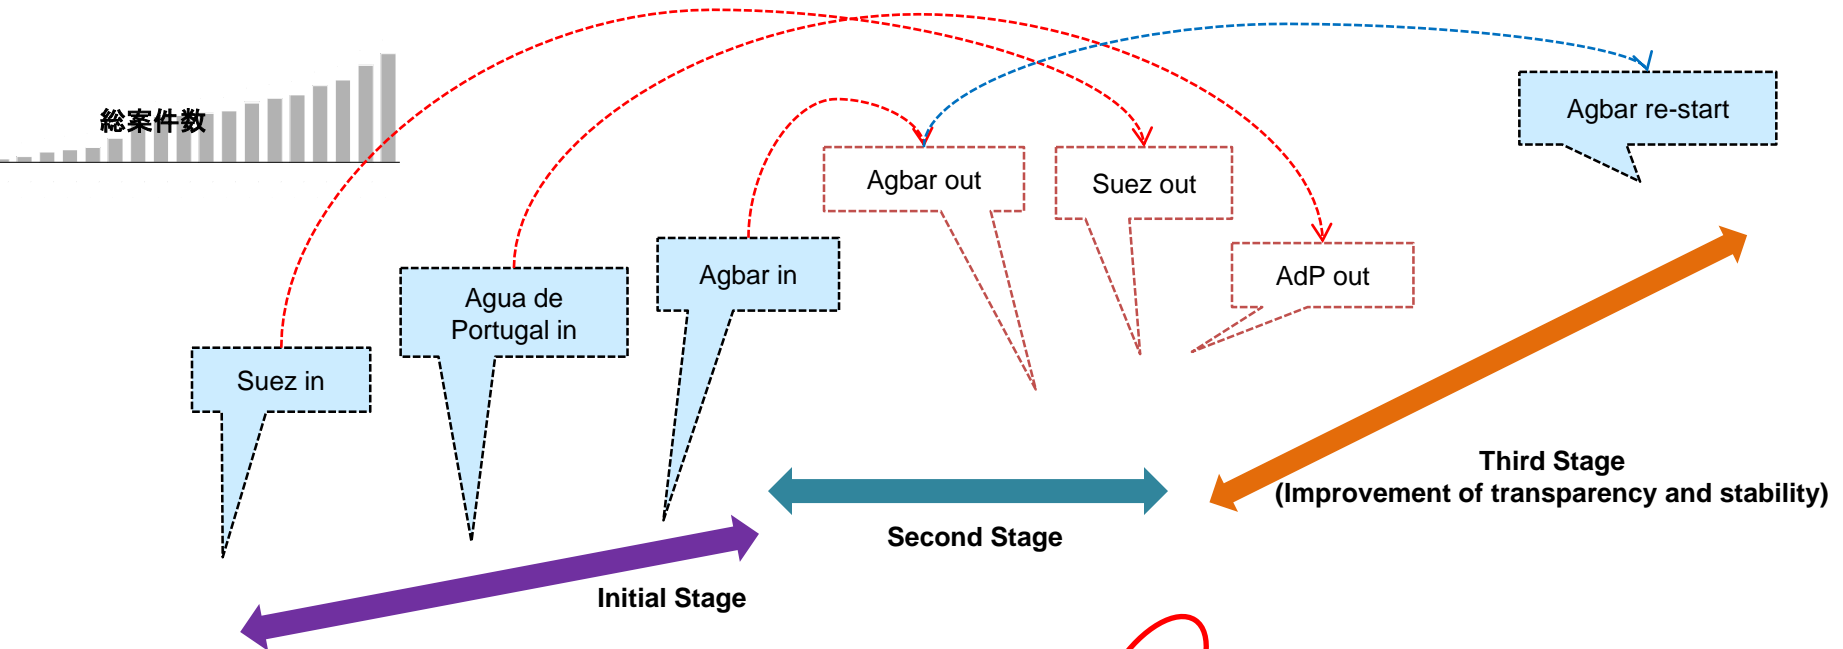 総案件数
Agbar re-start
Agbar out
Suez out
Agbar in
AdP out
Agua de
Portugal in
Suez in
Third Stage
(Improvement of transparency and stability)
Second Stage
Initial Stage